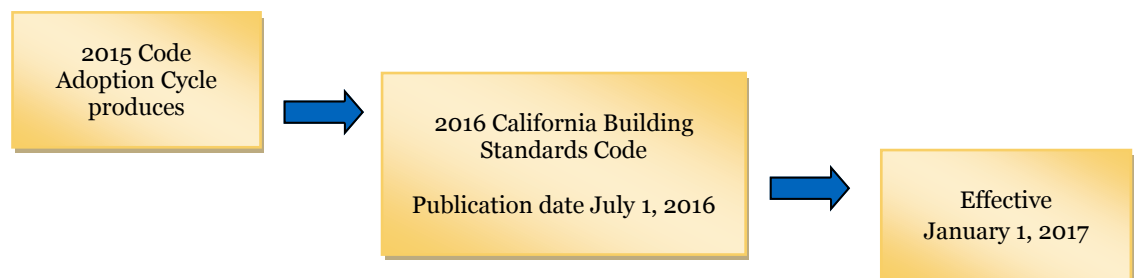 2015 Code
Adoption Cycle
produces
2016 California Building
Standards Code
Publication date July 1, 2016
Effective
January 1, 2017